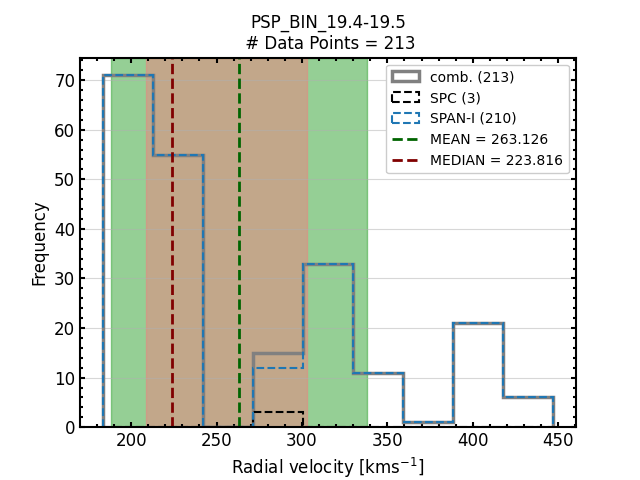 PSP_BIN_19.4-19.5
# Data Points = 213
comb. (213)
SPC (3)
SPAN-I (210)
MEAN = 263.126
MEDIAN = 223.816
Frequency
70
60
50
40
30
20
10
0
200 250 300 350 400 450
Radial velocity [kms⁻¹]